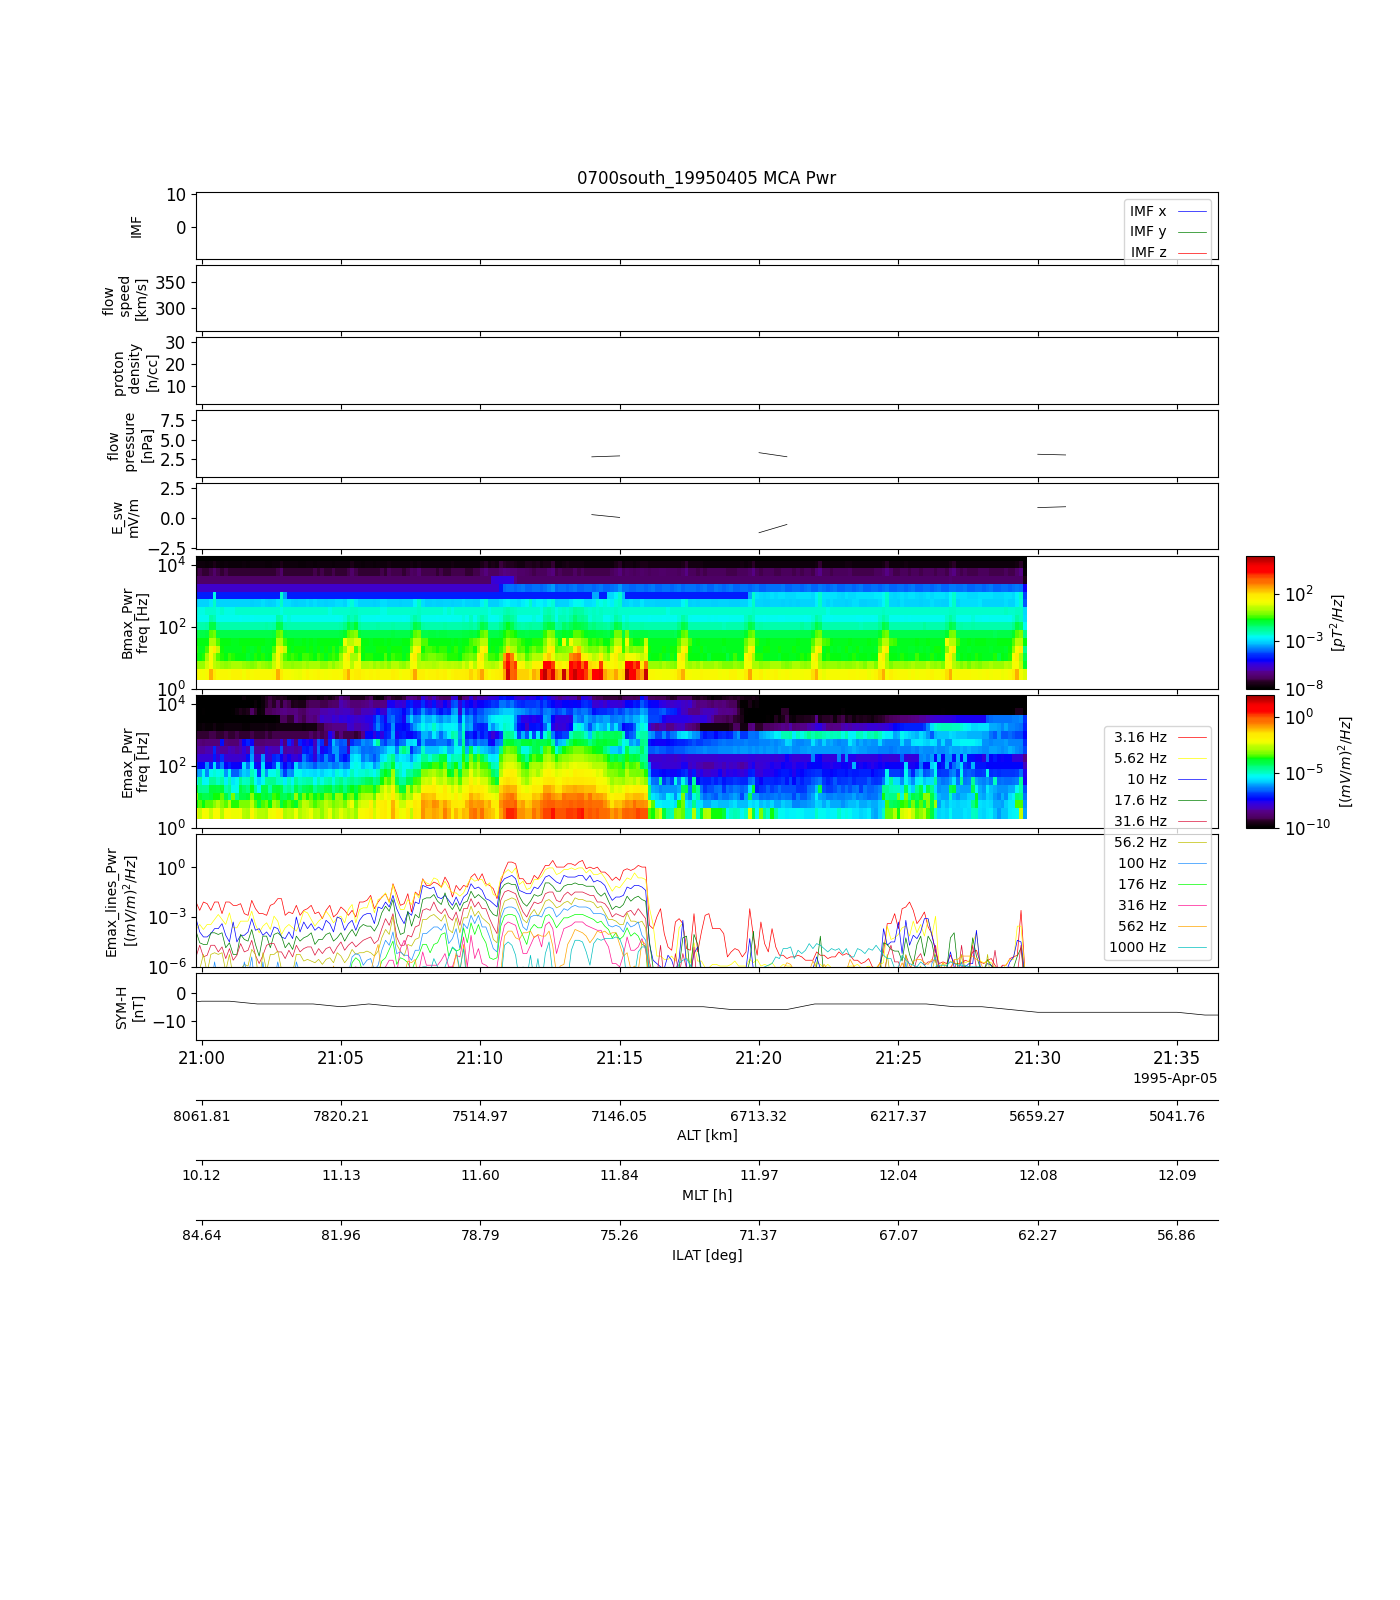 0700south_19950405 MCA Pwr
10
0
IMF
IMF x
IMF y
IMF z
350
300
flow
speed
[km/s]
30
20
10
proton
density
[n/cc]
7.5
5.0
2.5
flow
pressure
[nPa]
2.5
0.0
−2.5
E_sw
mV/m
10^4
10^2
10^0
Bmax_Pwr
freq [Hz]
10^2
10^−3
10^−8
[pT^2/Hz]
10^4
10^2
10^0
Emax_Pwr
freq [Hz]
10^0
10^−5
10^−10
[(mV/m)^2/Hz]
3.16 Hz
5.62 Hz
10 Hz
17.6 Hz
31.6 Hz
56.2 Hz
100 Hz
176 Hz
316 Hz
562 Hz
1000 Hz
10^0
10^−3
10^−6
Emax_lines_Pwr
[(mV/m)^2/Hz]
0
−10
SYM-H
[nT]
21:00 21:05 21:10 21:15 21:20 21:25 21:30 21:35
1995-Apr-05
8061.81 7820.21 7514.97 7146.05 6713.32 6217.37 5659.27 5041.76
ALT [km]
10.12 11.13 11.60 11.84 11.97 12.04 12.08 12.09
MLT [h]
84.64 81.96 78.79 75.26 71.37 67.07 62.27 56.86
ILAT [deg]